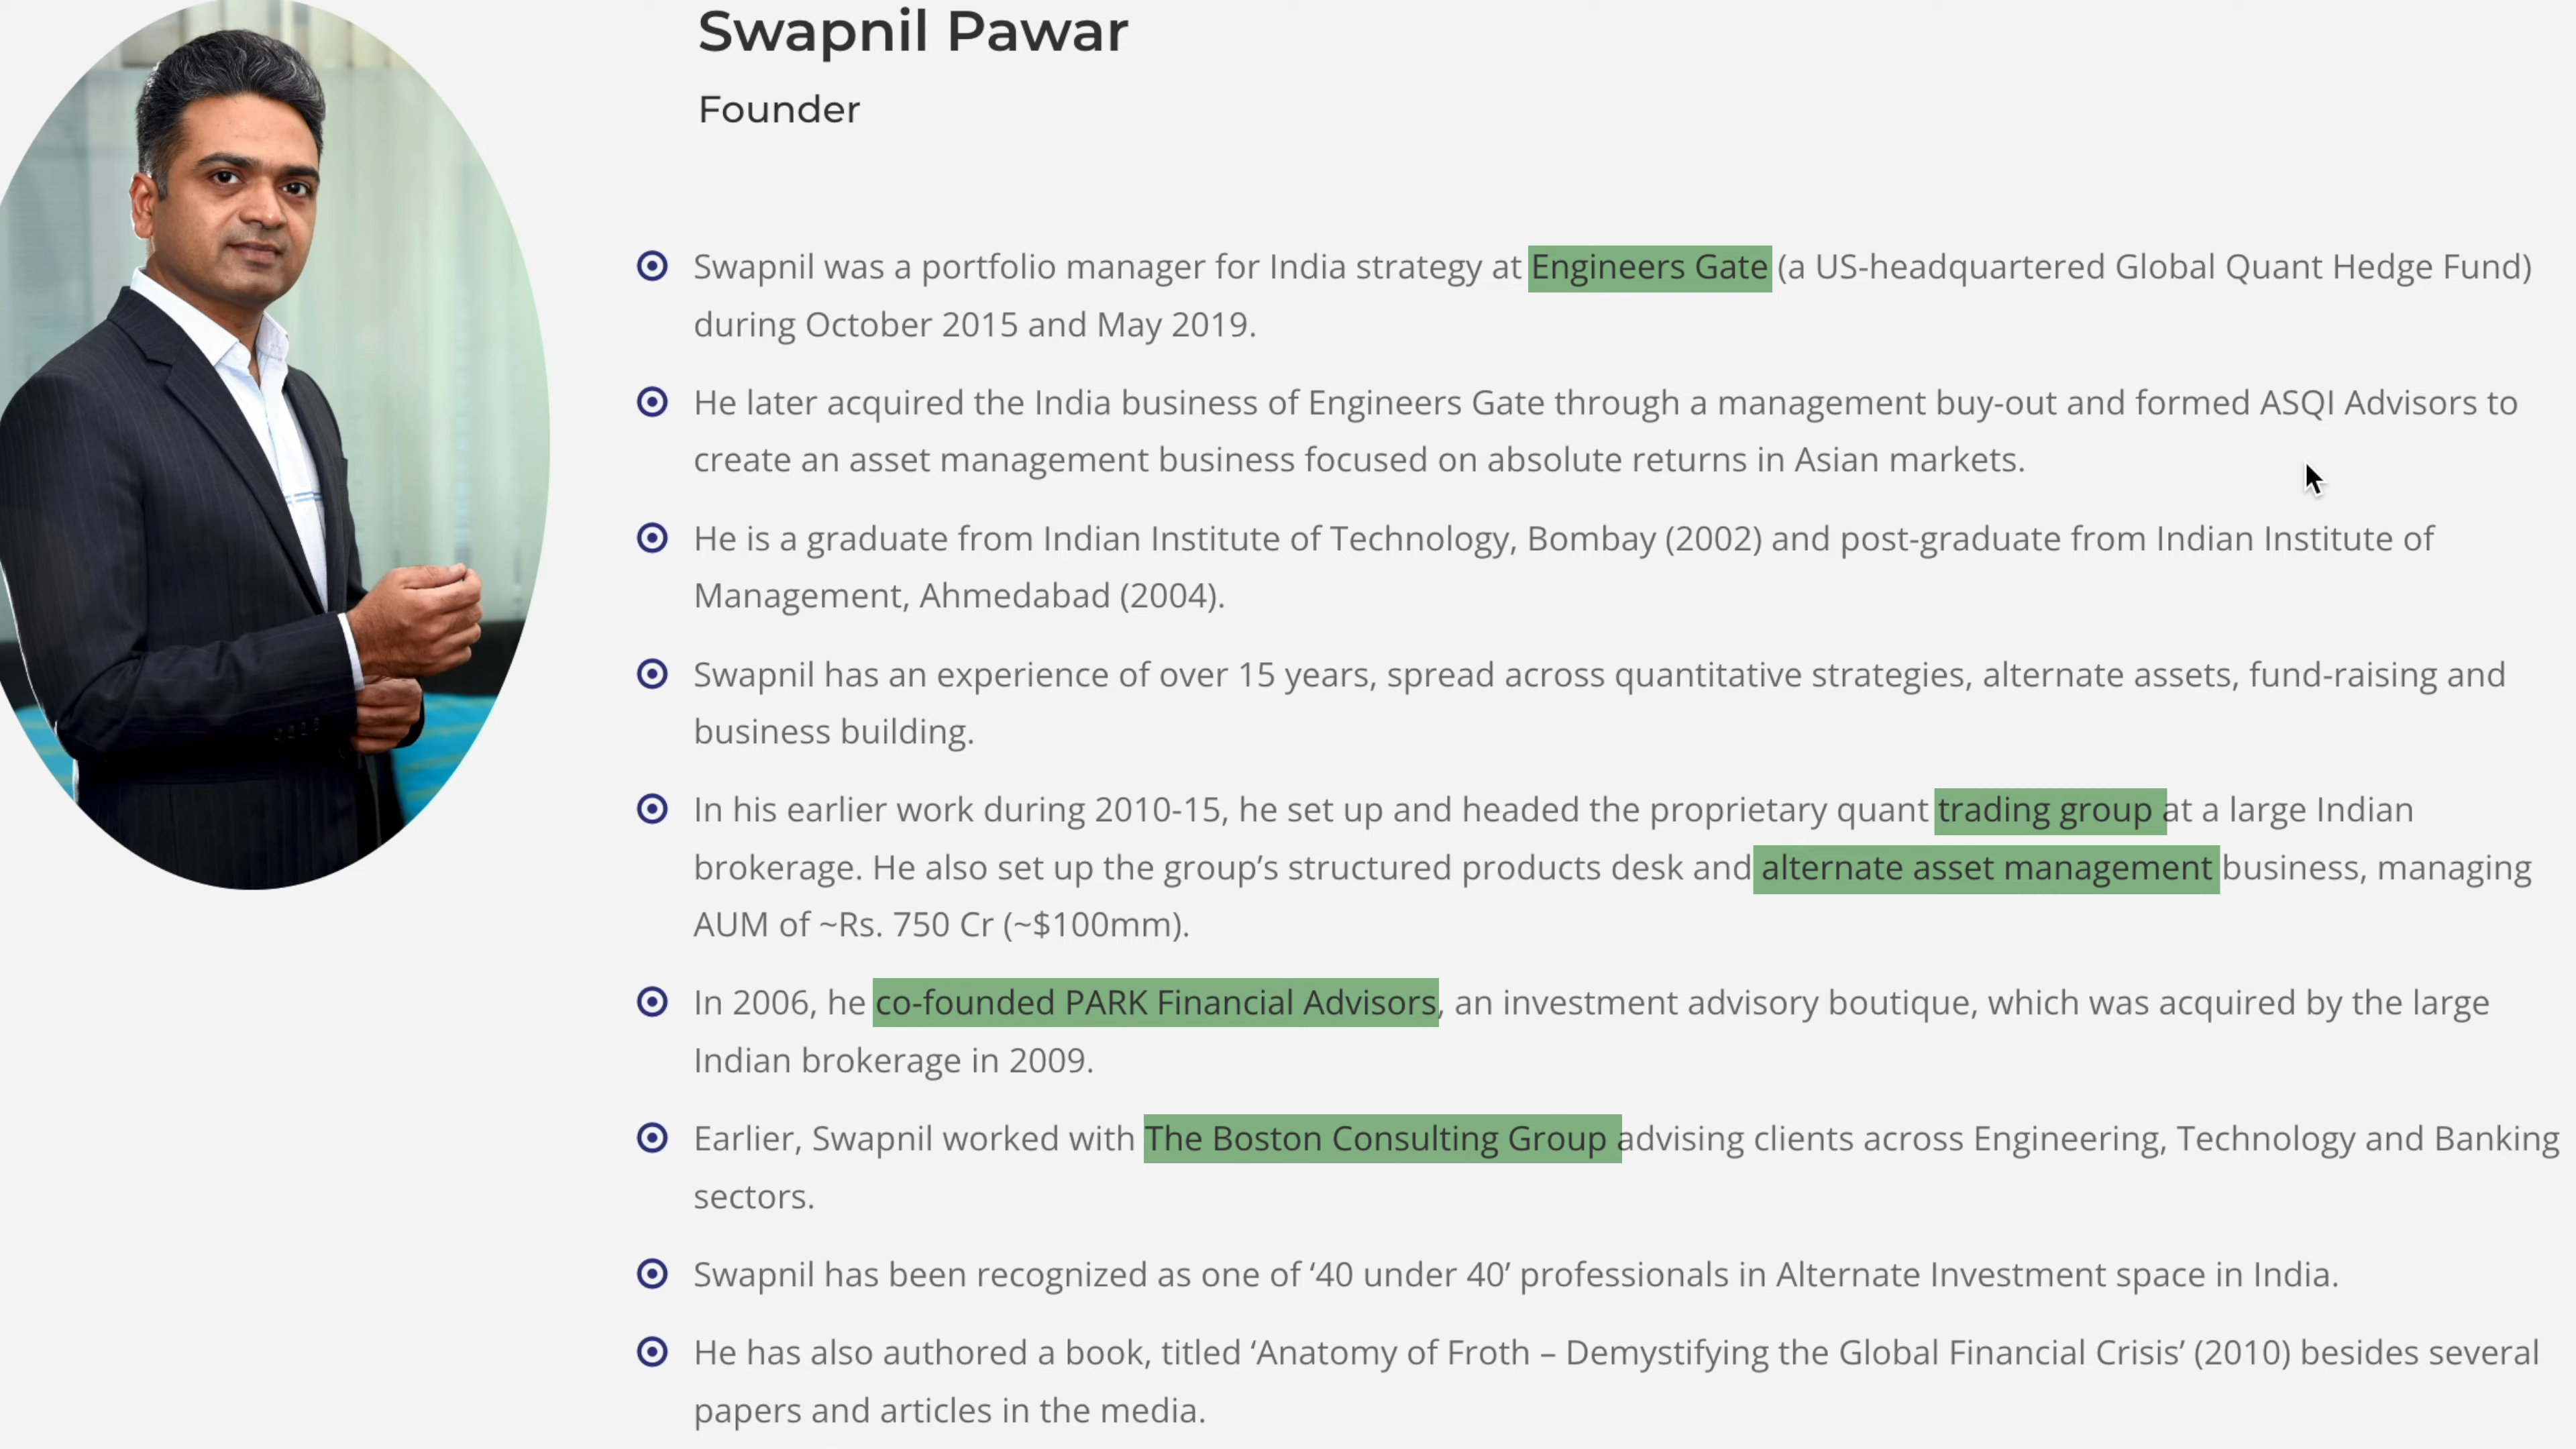 Swapnil Pawar
Founder
Swapnil was a portfolio manager for India strategy at Engineers Gate (a US-headquartered Global Quant Hedge Fund)
during October 2015 and May 2019.
He later acquired the India business of Engineers Gate through a management buy-out and formed ASQI Advisors to
create an asset management business focused on absolute returns in Asian markets.
He is a graduate from Indian Institute of Technology, Bombay (2002) and post-graduate from Indian Institute of
Management, Ahmedabad (2004).
Swapnil has an experience of over 15 years, spread across quantitative strategies, alternate assets, fund-raising and
business building.
In his earlier work during 2010-15, he set up and headed the proprietary quant trading group at a large Indian
brokerage. He also set up the group’s structured products desk and alternate asset management business, managing
AUM of ~Rs. 750 Cr (~$100mm).
In 2006, he co-founded PARK Financial Advisors, an investment advisory boutique, which was acquired by the large
Indian brokerage in 2009.
Earlier, Swapnil worked with The Boston Consulting Group advising clients across Engineering, Technology and Banking
sectors.
Swapnil has been recognized as one of ‘40 under 40’ professionals in Alternate Investment space in India.
He has also authored a book, titled ‘Anatomy of Froth – Demystifying the Global Financial Crisis’ (2010) besides several
papers and articles in the media.